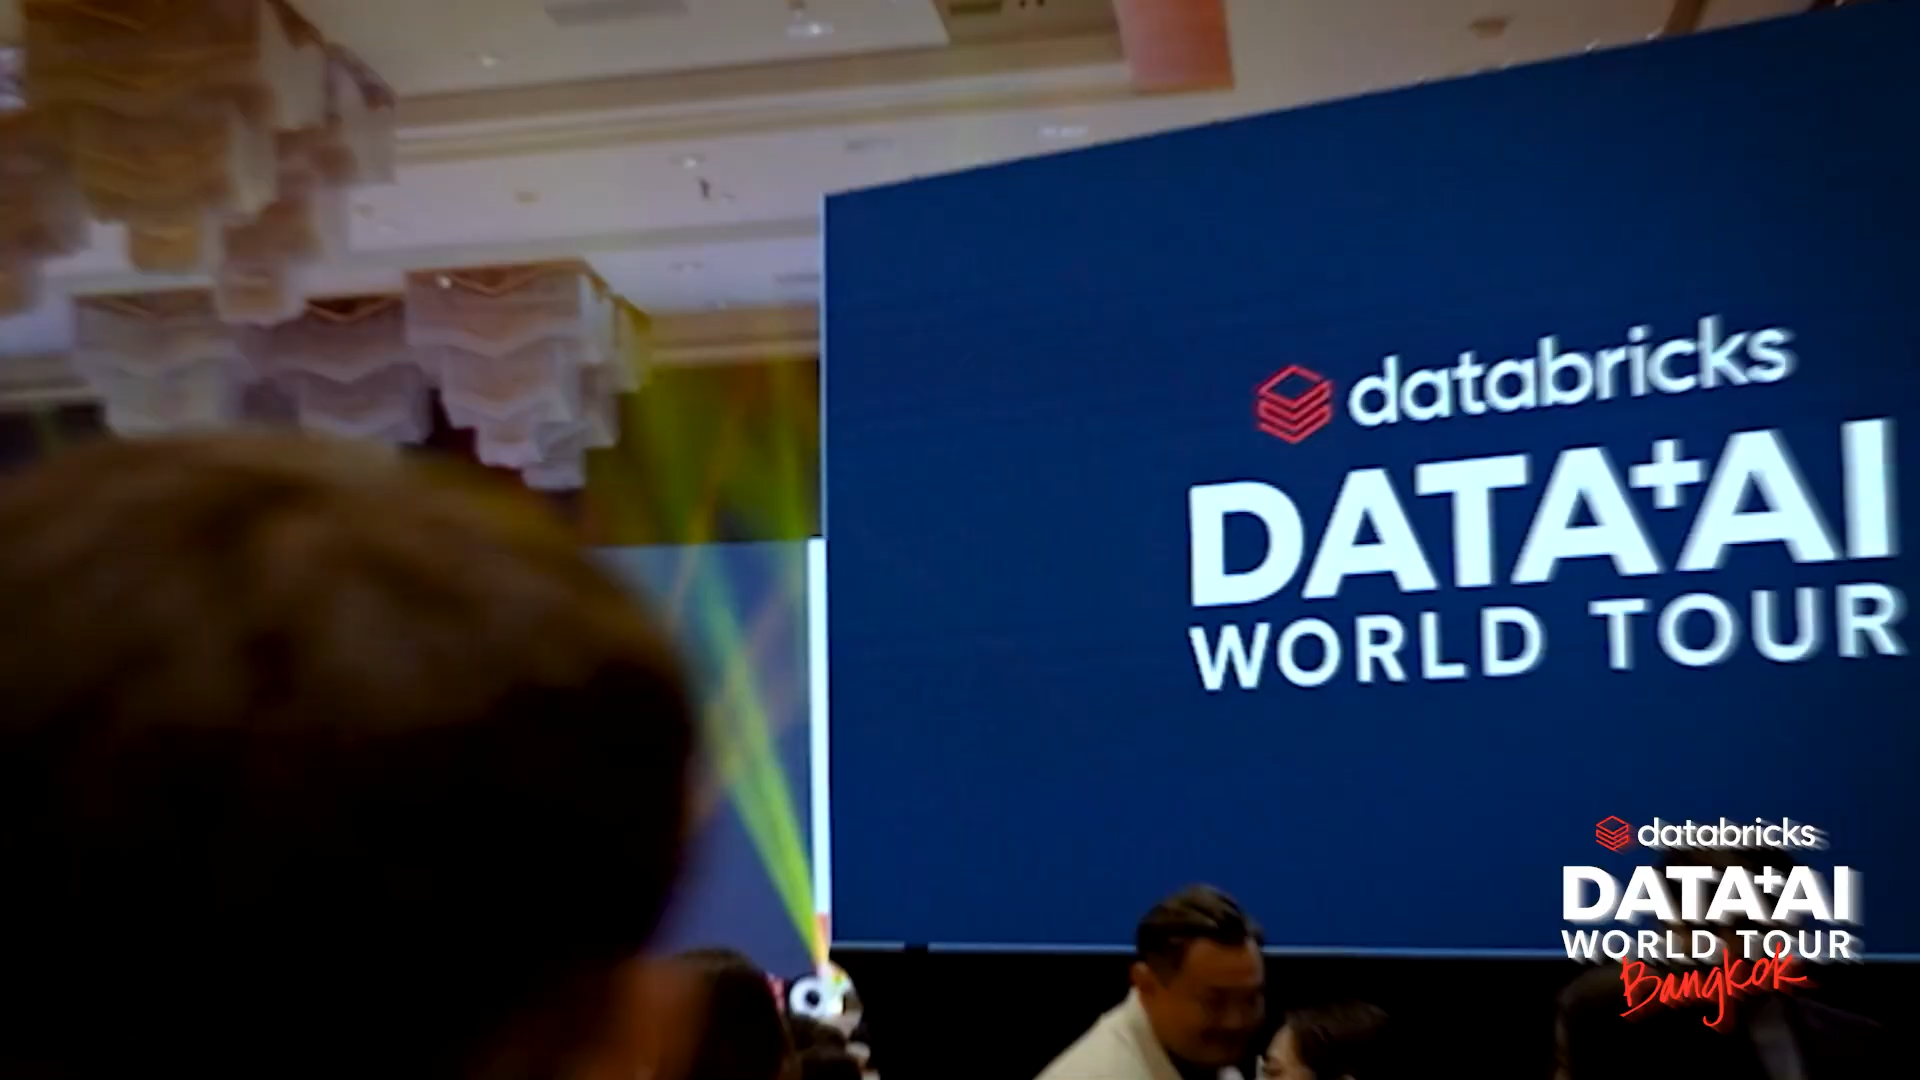 databricks
DATA+AI
WORLD TOUR
databricks
DATA+AI
WORLD TOUR
Bangkok